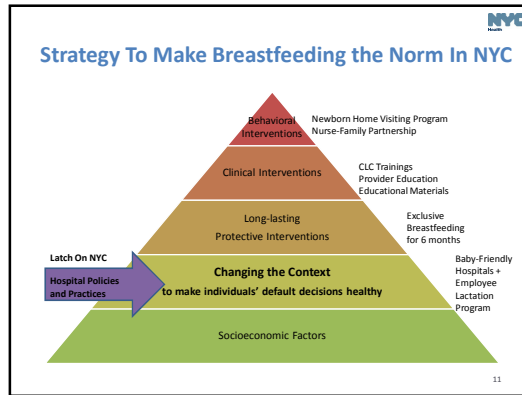 NYC
Health
Strategy To Make Breastfeeding the Norm In NYC
Behavioral
Interventions
Newborn Home Visiting Program
Nurse-Family Partnership
Clinical Interventions
CLC Trainings
Provider Education
Educational Materials
Long-lasting
Protective Interventions
Exclusive
Breastfeeding
for 6 months
Latch On NYC
Hospital Policies
and Practices
Changing the Context
to make individuals' default decisions healthy
Baby-Friendly
Hospitals +
Employee
Lactation
Program
Socioeconomic Factors
11